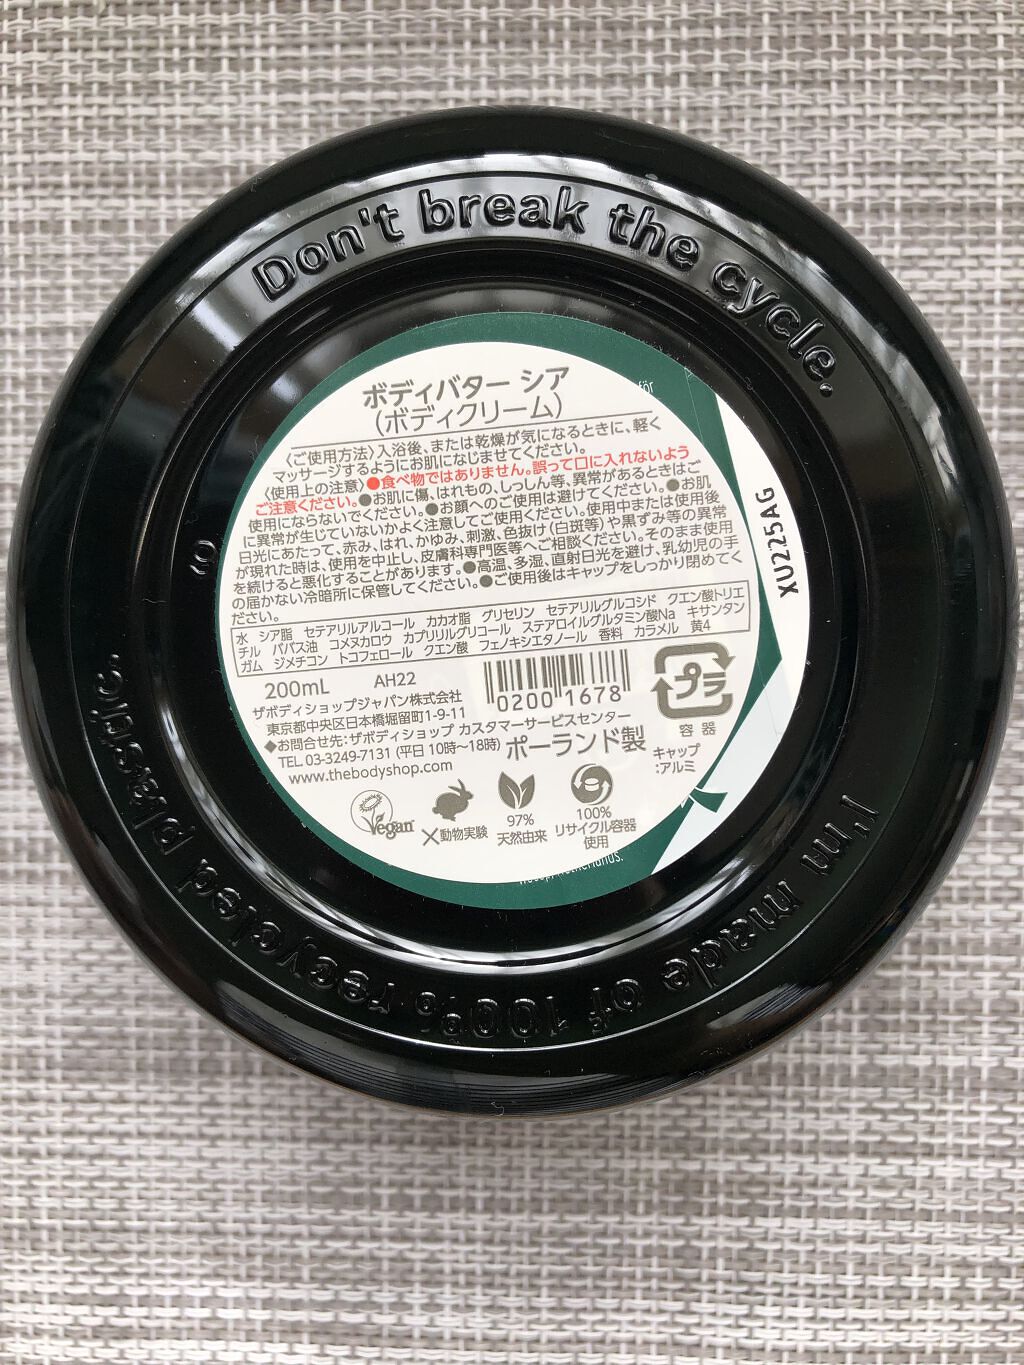 Don't break the cycle.
ボディバター シア
(ボディクリーム)
〈ご使用方法〉入浴後、または乾燥が気になるときに、軽く
マッサージするようにお肌になじませてください。
〈使用上の注意〉●食べ物ではありません。誤って口に入れないよう
ご注意ください。●お肌に傷、はれもの、しっしん等、異常があるときはご
使用にならないでください。●お顔へのご使用は避けてください。●お肌
に異常が生じていないかよく注意してご使用ください。使用中または使用後
日光にあたって、赤み、はれ、かゆみ、刺激、色抜け(白斑等)や黒ずみ等の異常
が現れた時は、使用を中止し、皮膚科専門医等へご相談ください。そのまま使用
を続けると悪化することがあります。●高温、多湿、直射日光を避け、乳幼児の手
の届かない冷暗所に保管してください。●ご使用後はキャップをしっかり閉めてく
ださい。
水 シア脂 セテアリルアルコール カカオ脂 グリセリン セテアリルグルコシド クエン酸トリエ
チル ババス油 コメヌカロウ カプリリルグリコール ステアロイルグルタミン酸Na キサンタン
ガム ジメチコン トコフェロール クエン酸 フェノキシエタノール 香料 カラメル 黄4
200mL AH22
0200 1678
プラ
容器
キャップ
:アルミ
ザボディショップジャパン株式会社
東京都中央区日本橋堀留町1-9-11
◆お問合せ先:ザボディショップ カスタマーサービスセンター
TEL 03-3249-7131 (平日 10時～18時) ポーランド製
www.thebodyshop.com
Vegan
×動物実験
97%
天然由来
100%
リサイクル容器
使用
XU225AG
för
I'm made of 100% recycled plastic.